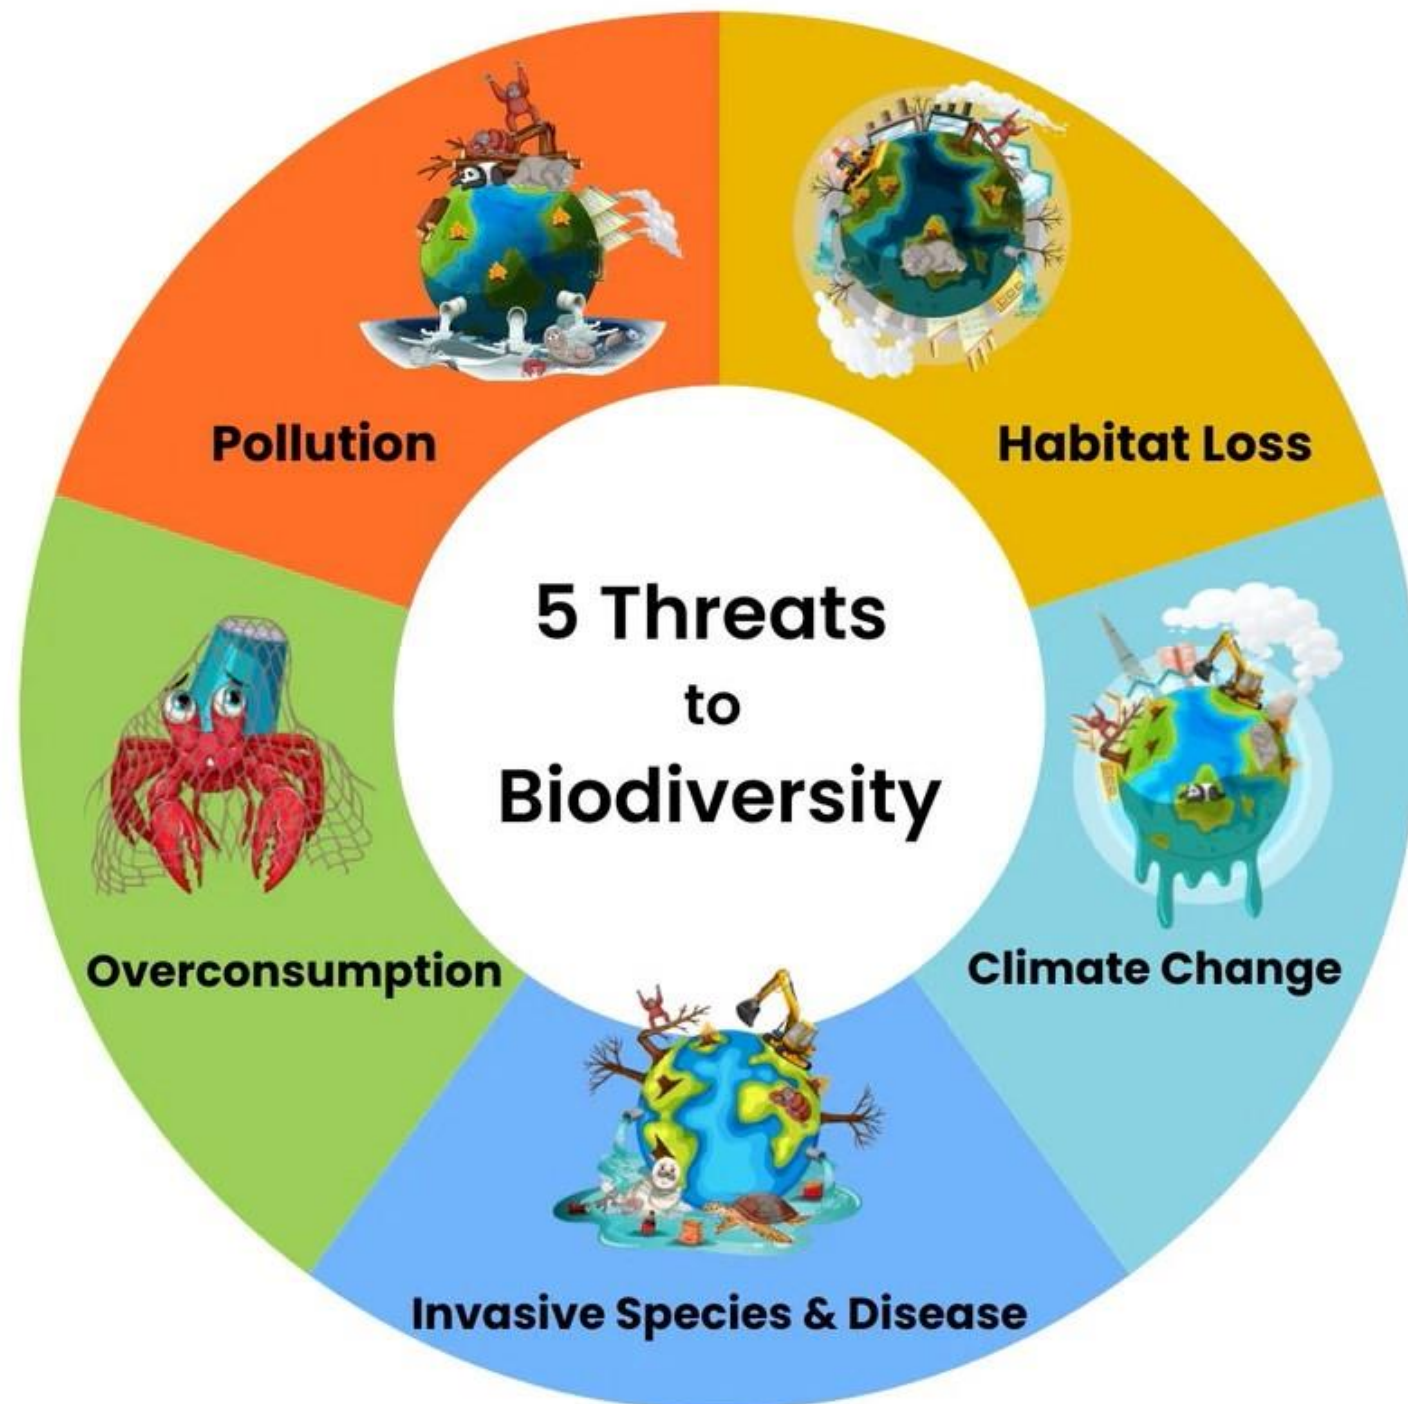 5 Threats
to
Biodiversity
Habitat Loss
Climate Change
Invasive Species & Disease
Overconsumption
Pollution